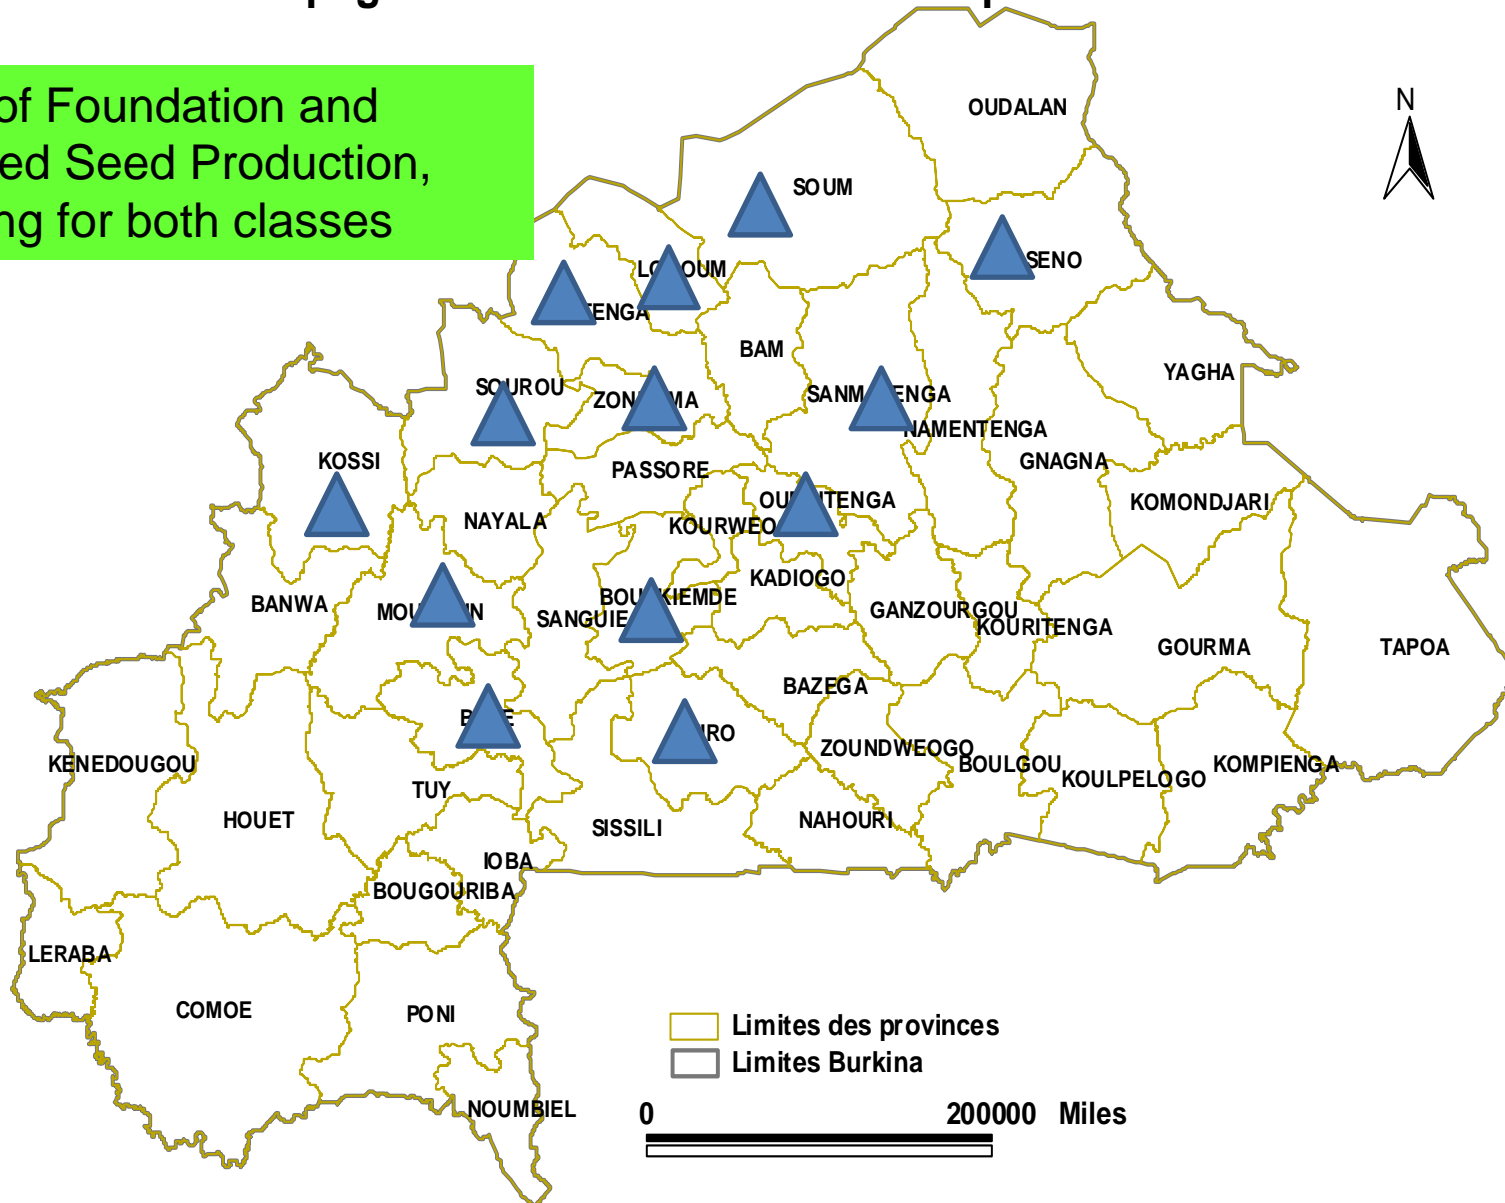 of Foundation and
ed Seed Production,
ng for both classes
N
OUDALAN
SOUM
SENO
BAM
YAGHA
SOUROU
SANM ENGA
NAMENTENGA
KOSSI
PASSORE
GNAGNA
KOMONDJARI
NAYALA
KOURWEO
KADIOGO
BANWA
SANGUIE
GANZOURGOU
KOURITENGA
GOURMA
TAPOA
BAZEGA
ZOUNDWEOGO
KENEDOUGOU
BOULGOU
KOULPELOGO
KOMPIENGA
TUY
HOUET
SISSILI
NAHOURI
IOBA
BOUGOURIBA
LERABA
COMOE
PONI
NOUMBIEL
Limites des provinces
Limites Burkina
0 200000 Miles